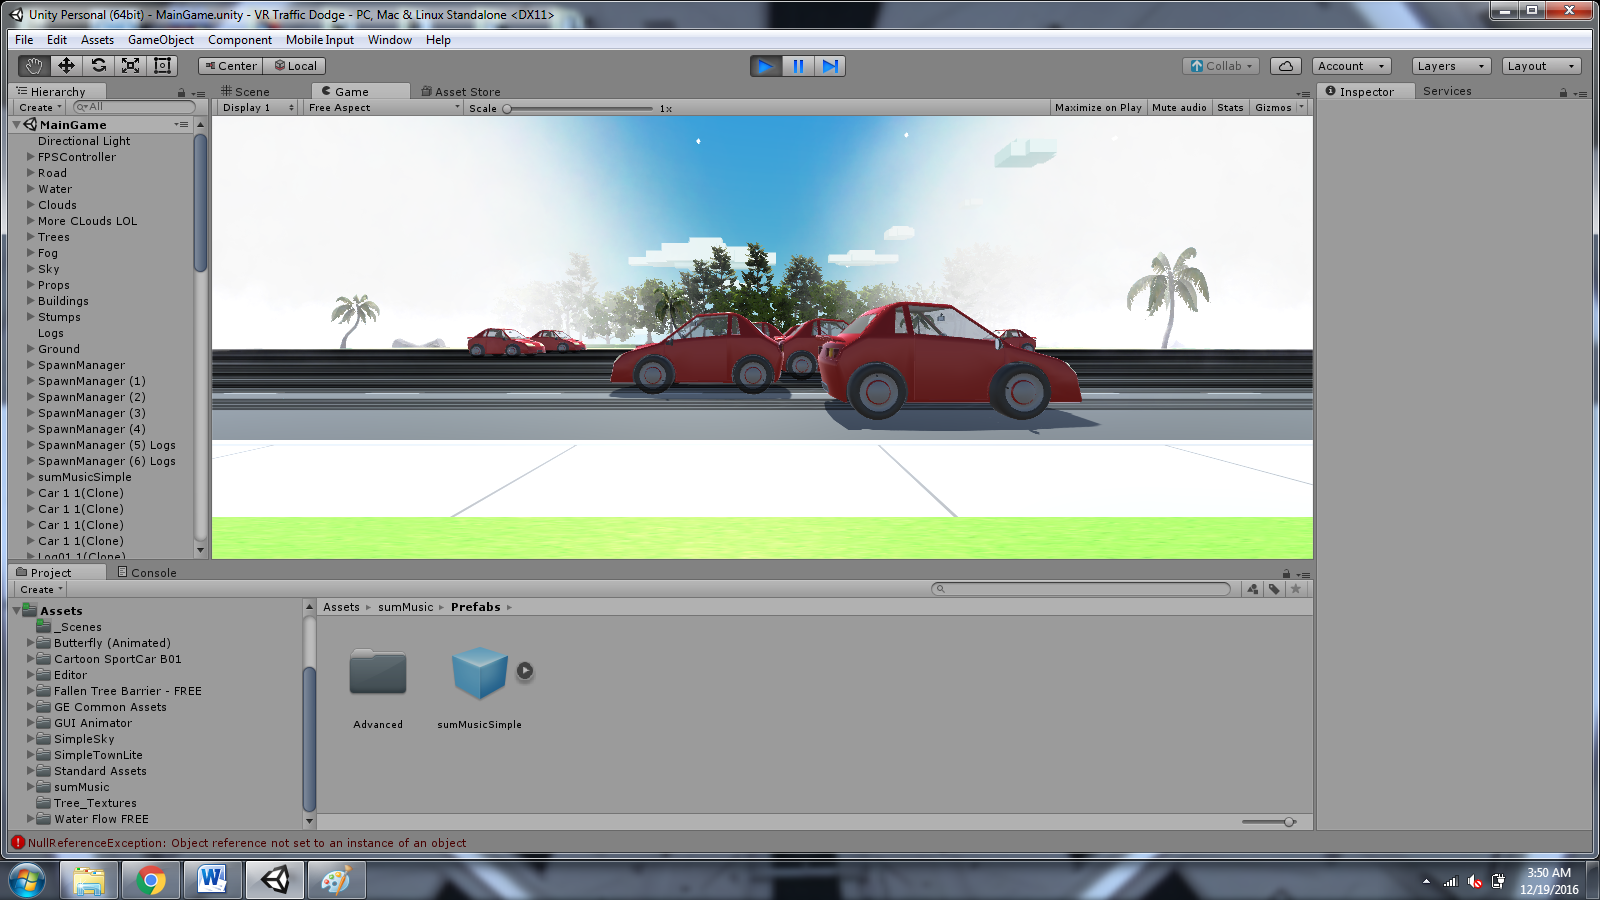 Unity Personal (64bit) - MainGame.unity - VR Traffic Dodge - PC, Mac & Linux Standalone <DX11>
File Edit Assets GameObject Component Mobile Input Window Help
Center Local Collab Account Layers Layout
Hierarchy
Create All
MainGame
Directional Light
FPSController
Road
Water
Clouds
More CLouds LOL
Trees
Fog
Sky
Props
Buildings
Stumps
Logs
Ground
SpawnManager
SpawnManager (1)
SpawnManager (2)
SpawnManager (3)
SpawnManager (4)
SpawnManager (5) Logs
SpawnManager (6) Logs
sumMusicSimple
Car 1 1(Clone)
Car 1 1(Clone)
Car 1 1(Clone)
Car 1 1(Clone)
Log01 1(Clone)
Scene Game Asset Store
Display 1 Free Aspect Scale 1x Maximize on Play Mute audio Stats Gizmos
Inspector Services
Project Console
Create
Assets
_Scenes
Butterfly (Animated)
Cartoon SportCar B01
Editor
Fallen Tree Barrier - FREE
GE Common Assets
GUI Animator
SimpleSky
SimpleTownLite
Standard Assets
sumMusic
Tree_Textures
Water Flow FREE
Assets sumMusic Prefabs
Advanced sumMusicSimple
NullReferenceException: Object reference not set to an instance of an object
3:50 AM
12/19/2016